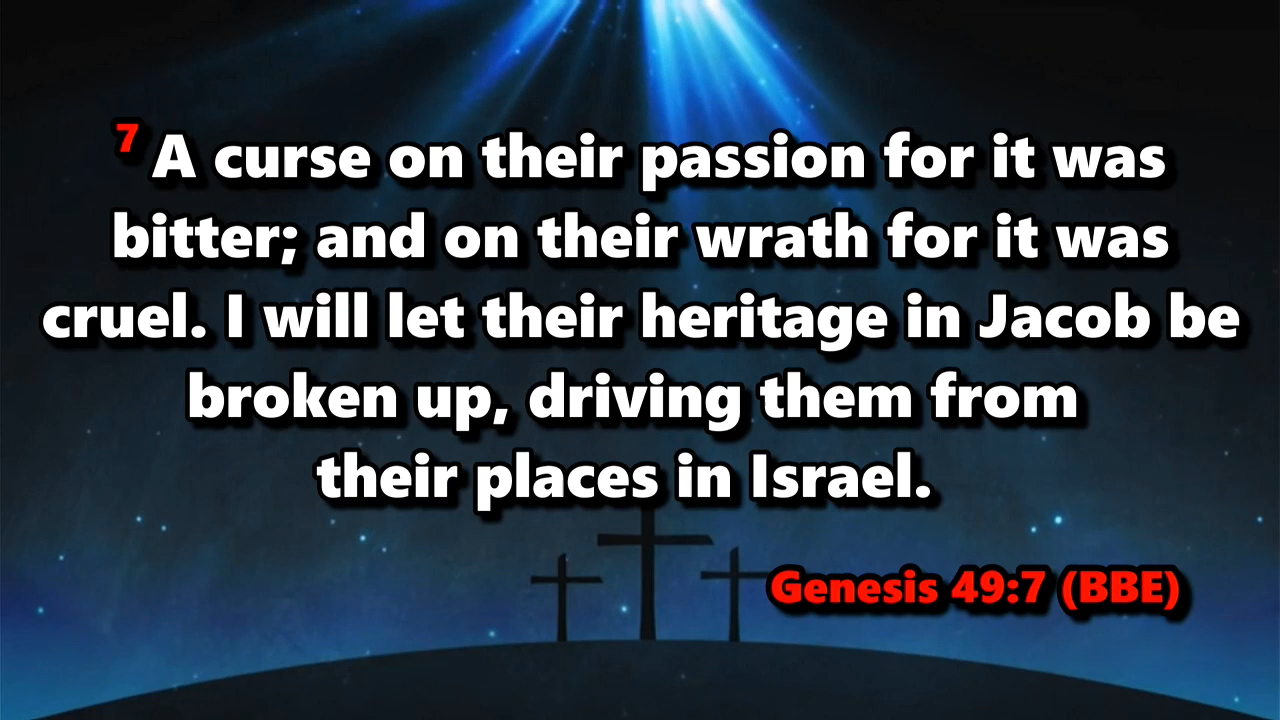 7 A curse on their passion for it was
bitter; and on their wrath for it was
cruel. I will let their heritage in Jacob be
broken up, driving them from
their places in Israel.
Genesis 49:7 (BBE)